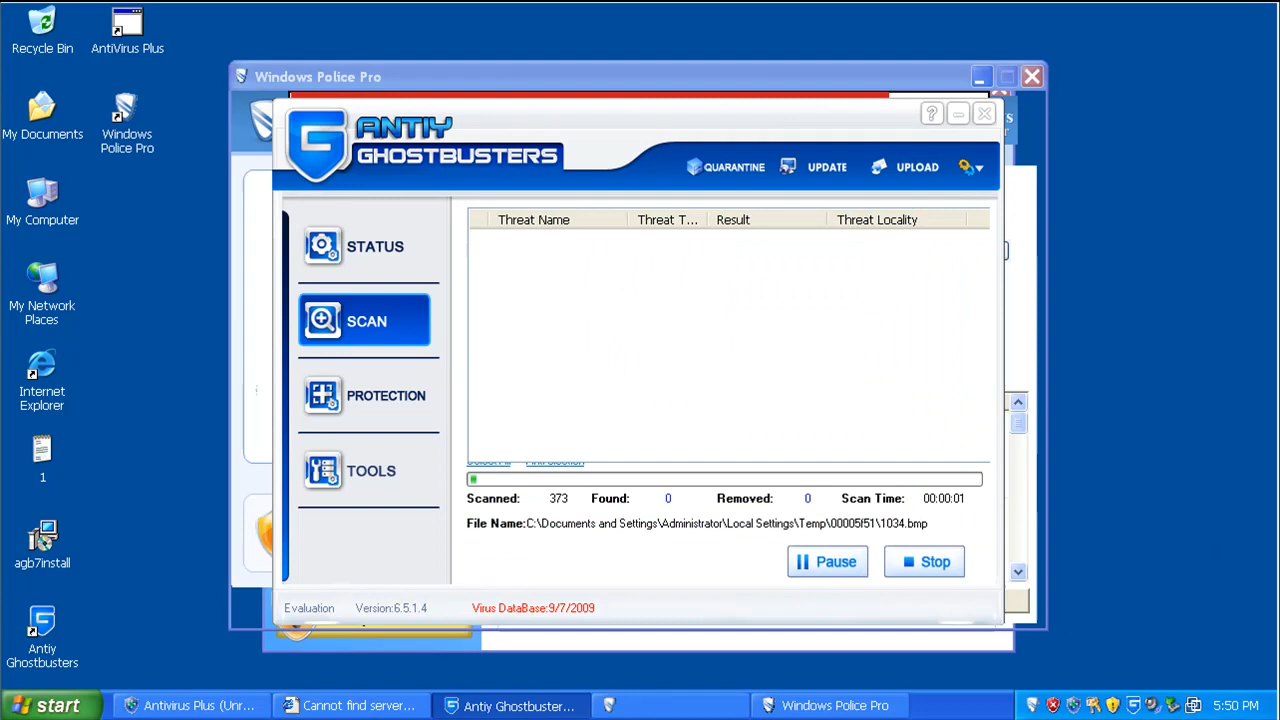 Recycle Bin
AntiVirus Plus
My Documents
Windows
Police Pro
My Computer
My Network
Places
Internet
Explorer
1
agb7install
Antiy
Ghostbusters
Windows Police Pro
ANTIY
GHOSTBUSTERS
QUARANTINE
UPDATE
UPLOAD
STATUS
SCAN
PROTECTION
TOOLS
Threat Name Threat T... Result Threat Locality
Scanned: 373 Found: 0 Removed: 0 Scan Time: 00:00:01
File Name:C:\Documents and Settings\Administrator\Local Settings\Temp\00005f51\1034.bmp
Pause
Stop
Evaluation Version:6.5.1.4 Virus DataBase:9/7/2009
start
Antivirus Plus (Unr...
Cannot find server...
Antiy Ghostbuster...
Windows Police Pro
5:50 PM